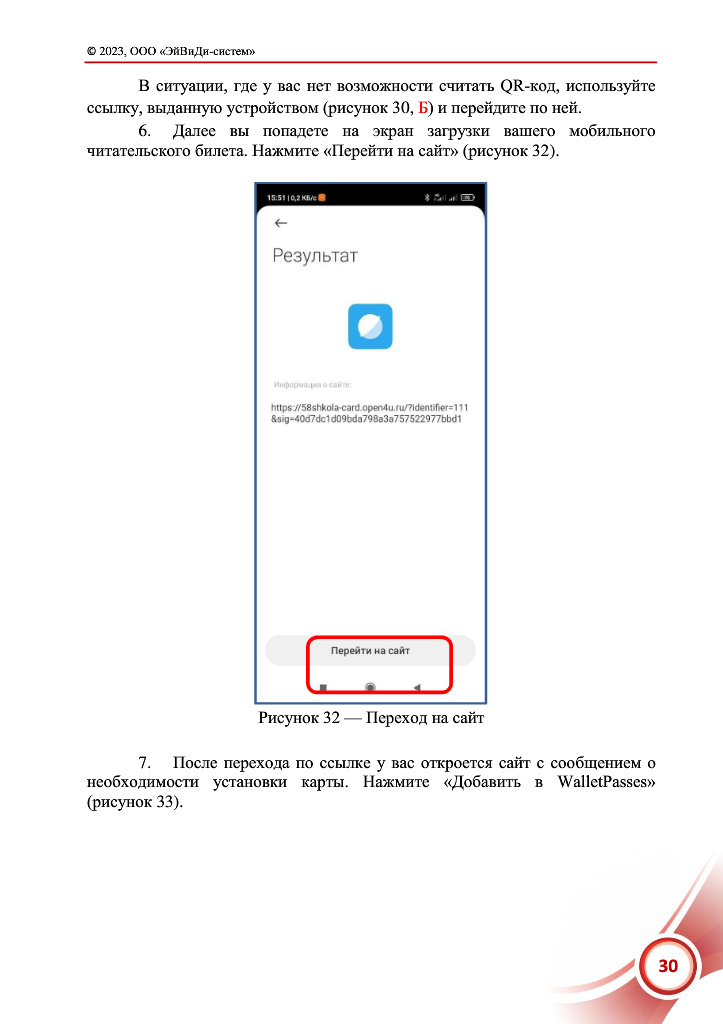 © 2023, ООО «ЭйВиДи-систем»
В ситуации, где у вас нет возможности считать QR-код, используйте
ссылку, выданную устройством (рисунок 30, Б) и перейдите по ней.
6. Далее вы попадете на экран загрузки вашего мобильного
читательского билета. Нажмите «Перейти на сайт» (рисунок 32).
15:51 | 0,2 КБ/с
Результат
Информация о сайте:
https://58shkola-card.open4u.ru/?identifier=111
&sig=40d7dc1d09bda798a3a757522977bbd1
Перейти на сайт
Рисунок 32 — Переход на сайт
7. После перехода по ссылке у вас откроется сайт с сообщением о
необходимости установки карты. Нажмите «Добавить в WalletPasses»
(рисунок 33).
30